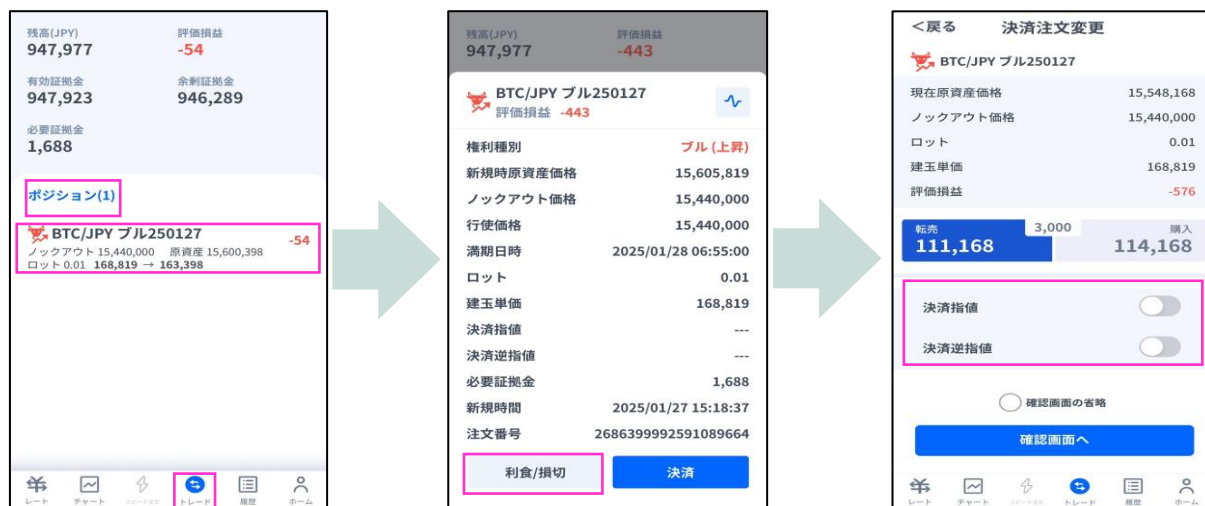 残高(JPY) 評価損益
947,977 -54
有効証拠金 余剰証拠金
947,923 946,289
必要証拠金
1,688
ポジション(1)
BTC/JPY ブル250127
-54
ノックアウト 15,440,000 原資産 15,600,398
ロット 0.01 168,819 → 163,398
レート チャート トレード 履歴 ホーム
残高(JPY) 評価損益
947,977 -443
BTC/JPY ブル250127
評価損益 -443
権利種別 ブル (上昇)
新規時原資産価格 15,605,819
ノックアウト価格 15,440,000
行使価格 15,440,000
満期日時 2025/01/28 06:55:00
ロット 0.01
建玉単価 168,819
決済指値 ---
決済逆指値 ---
必要証拠金 1,688
新規時間 2025/01/27 15:18:37
注文番号 2686399992591089664
利食/損切 決済
<戻る 決済注文変更
BTC/JPY ブル250127
現在原資産価格 15,548,168
ノックアウト価格 15,440,000
ロット 0.01
建玉単価 168,819
評価損益 -576
転売 3,000 購入
111,168 114,168
決済指値
決済逆指値
確認画面の省略
確認画面へ
レート チャート トレード 履歴 ホーム